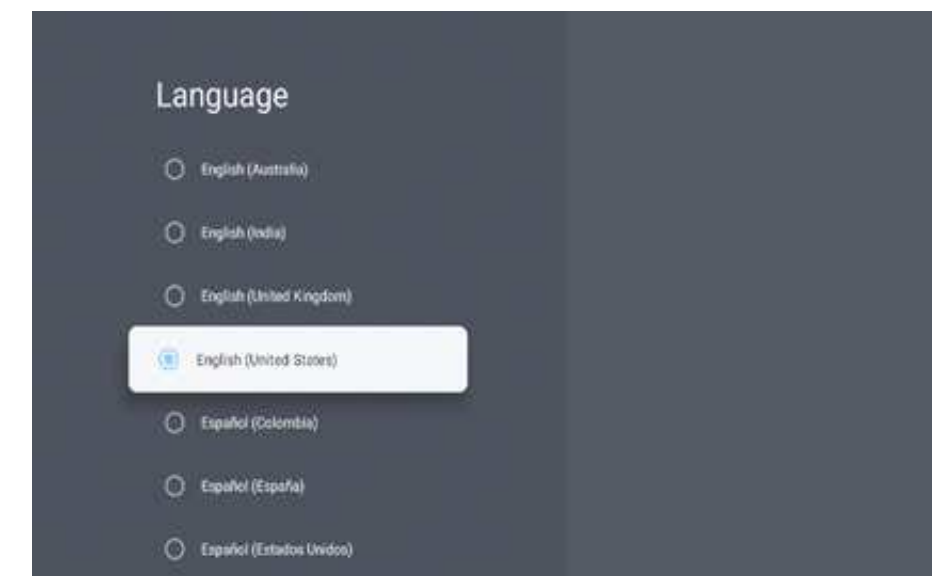 Language
English (Australia)
English (India)
English (United Kingdom)
English (United States)
Español (Colombia)
Español (España)
Español (Estados Unidos)